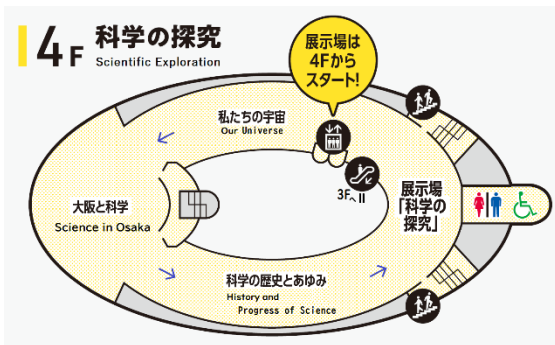 4F 科学の探究
Scientific Exploration
展示場は
4Fから
スタート!
私たちの宇宙
Our Universe
3Fへ
大阪と科学
Science in Osaka
展示場
「科学の
探究」
科学の歴史とあゆみ
History and
Progress of Science